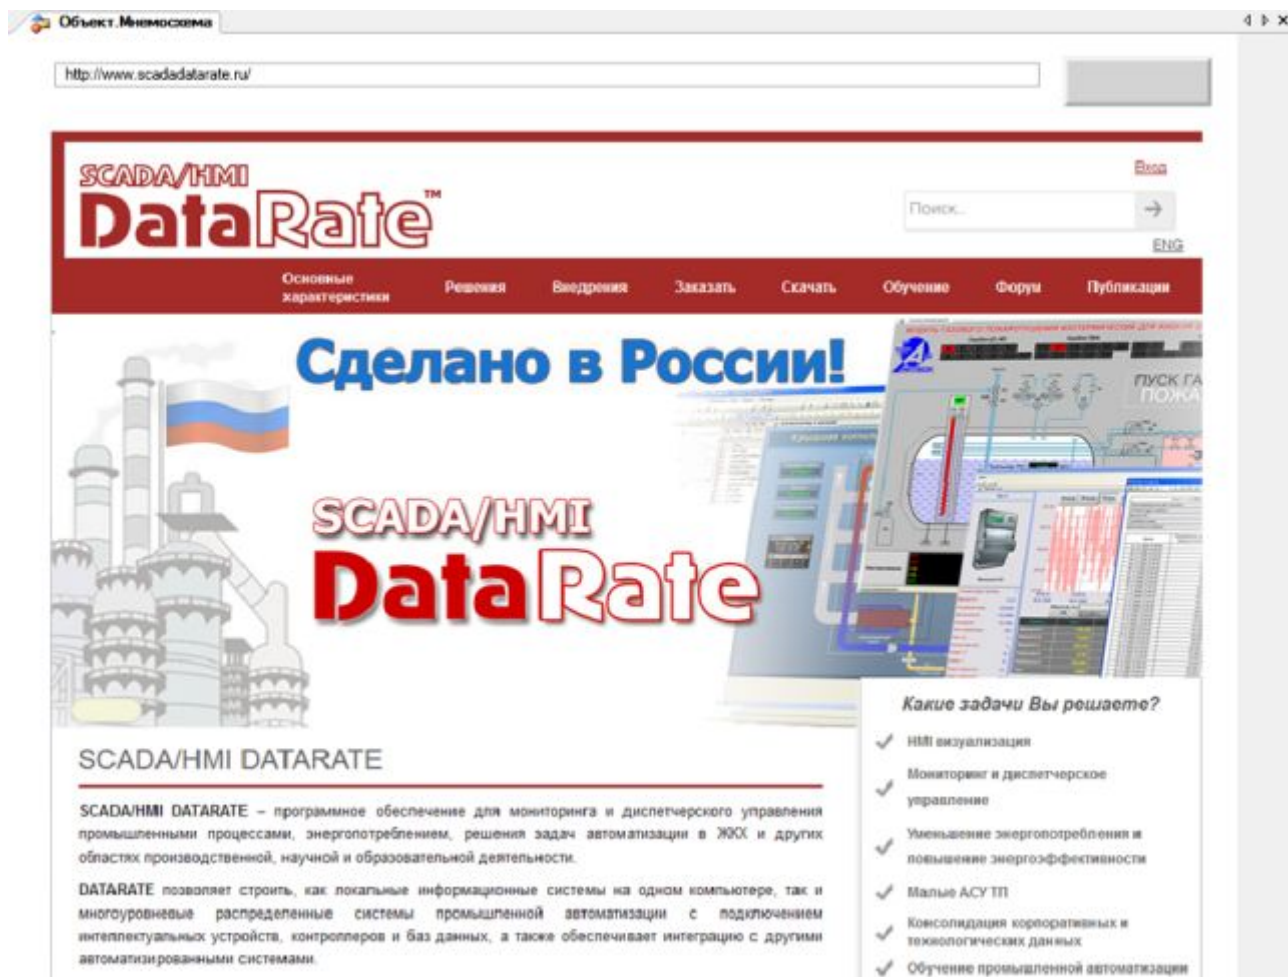 Объект.Мнемосхема
http://www.scadadatarate.ru/
SCADA/HMI
DataRate™
Вход
Поиск..
ENG
Основные
характеристики
Решения Внедрения Заказать Скачать Обучение Форум Публикации
Сделано в России!
ПУСК ГА
ПОЖА
SCADA/HMI
DataRate
Какие задачи Вы решаете?
HMI визуализация
Мониторинг и диспетчерское
управление
Уменьшение энергопотребления и
повышение энергоэффективности
Малые АСУ ТП
Консолидация корпоративных и
технологических данных
Обучение промышленной автоматизации
SCADA/HMI DATARATE
SCADA/HMI DATARATE – программное обеспечение для мониторинга и диспетчерского управления
промышленными процессами, энергопотреблением, решения задач автоматизации в ЖКХ и других
областях производственной, научной и образовательной деятельности.
DATARATE позволяет строить, как локальные информационные системы на одном компьютере, так и
многоуровневые распределенные системы промышленной автоматизации с подключением
интеллектуальных устройств, контроллеров и баз данных, а также обеспечивает интеграцию с другими
автоматизированными системами.